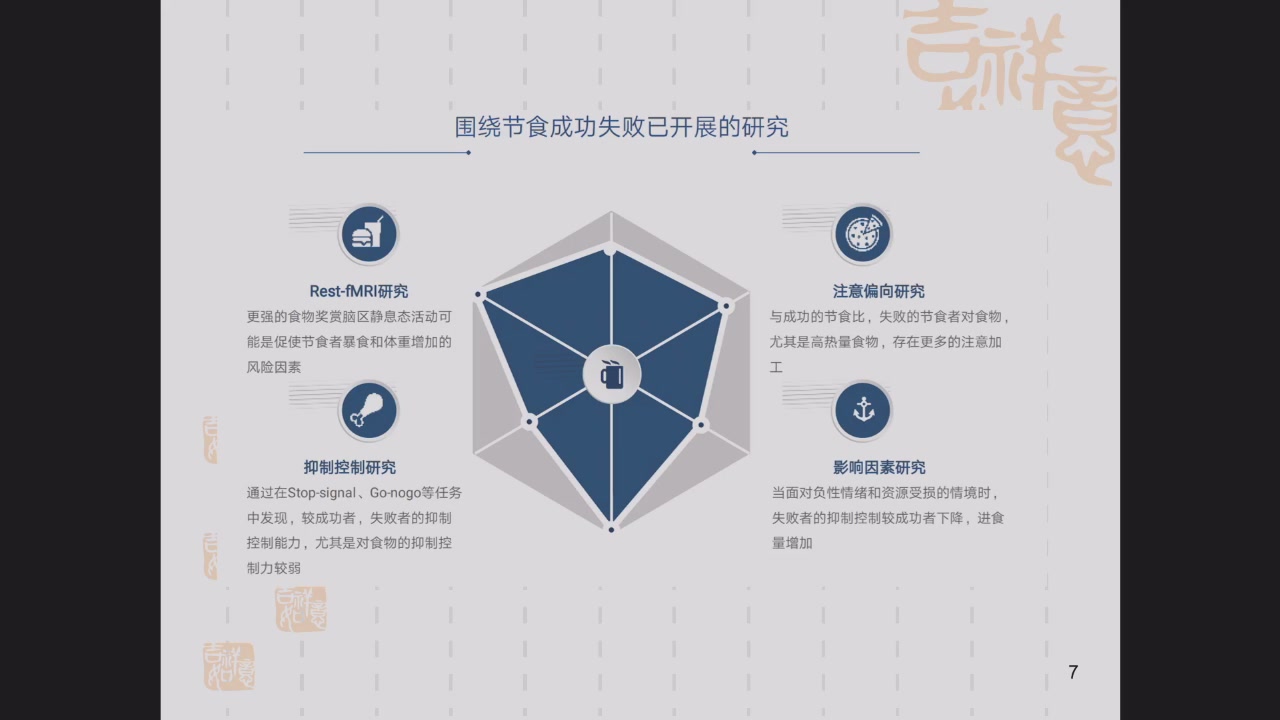 吉祥如意
围绕节食成功失败已开展的研究
Rest-fMRI研究
更强的食物奖赏脑区静息态活动可
能是促使节食者暴食和体重增加的
风险因素
注意偏向研究
与成功的节食比，失败的节食者对食物，
尤其是高热量食物，存在更多的注意加
工
抑制控制研究
通过在Stop-signal、Go-nogo等任务
中发现，较成功者，失败者的抑制
控制能力，尤其是对食物的抑制控
制力较弱
影响因素研究
当面对负性情绪和资源受损的情境时，
失败者的抑制控制较成功者下降，进食
量增加
吉祥如意
吉祥如意
7